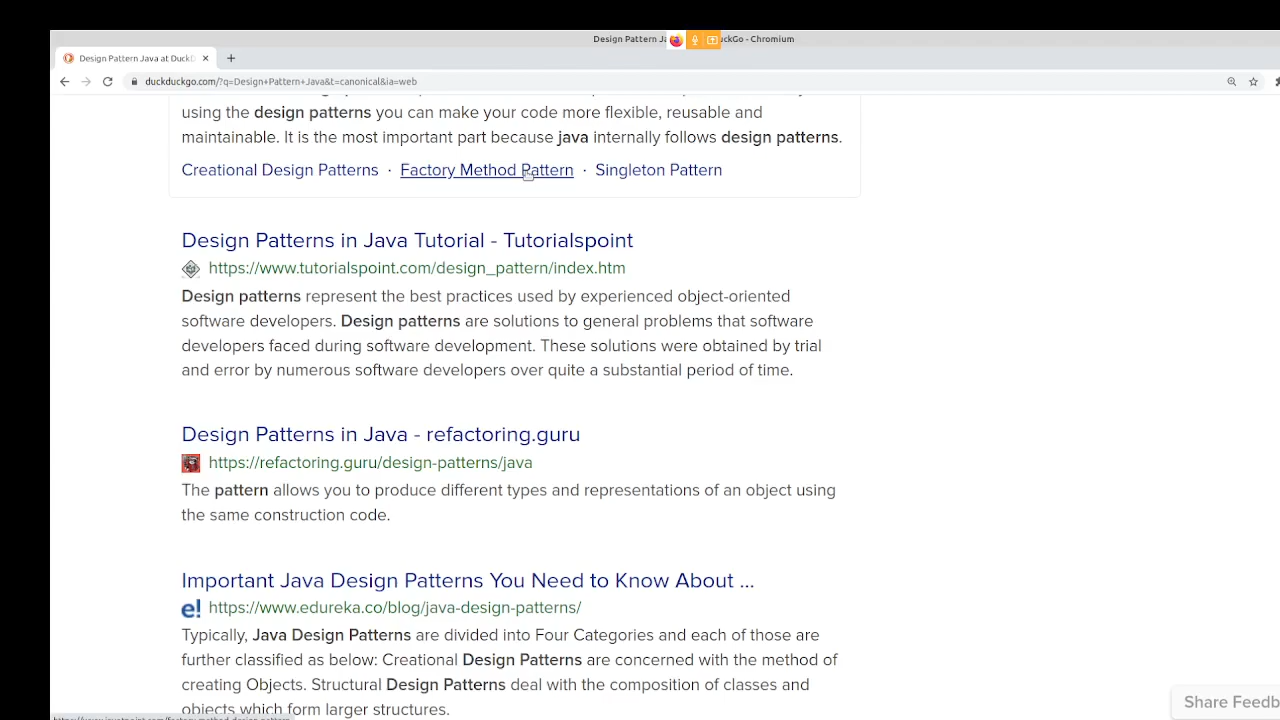 Design Pattern Ja
uckGo - Chromium
Design Pattern Java at DuckD
duckduckgo.com/?q=Design+Pattern+Java&t=canonical&ia=web
using the design patterns you can make your code more flexible, reusable and
maintainable. It is the most important part because java internally follows design patterns.
Creational Design Patterns · Factory Method Pattern · Singleton Pattern
Design Patterns in Java Tutorial - Tutorialspoint
https://www.tutorialspoint.com/design_pattern/index.htm
Design patterns represent the best practices used by experienced object-oriented
software developers. Design patterns are solutions to general problems that software
developers faced during software development. These solutions were obtained by trial
and error by numerous software developers over quite a substantial period of time.
Design Patterns in Java - refactoring.guru
https://refactoring.guru/design-patterns/java
The pattern allows you to produce different types and representations of an object using
the same construction code.
Important Java Design Patterns You Need to Know About ...
e! https://www.edureka.co/blog/java-design-patterns/
Typically, Java Design Patterns are divided into Four Categories and each of those are
further classified as below: Creational Design Patterns are concerned with the method of
creating Objects. Structural Design Patterns deal with the composition of classes and
objects which form larger structures.
Share Feedb